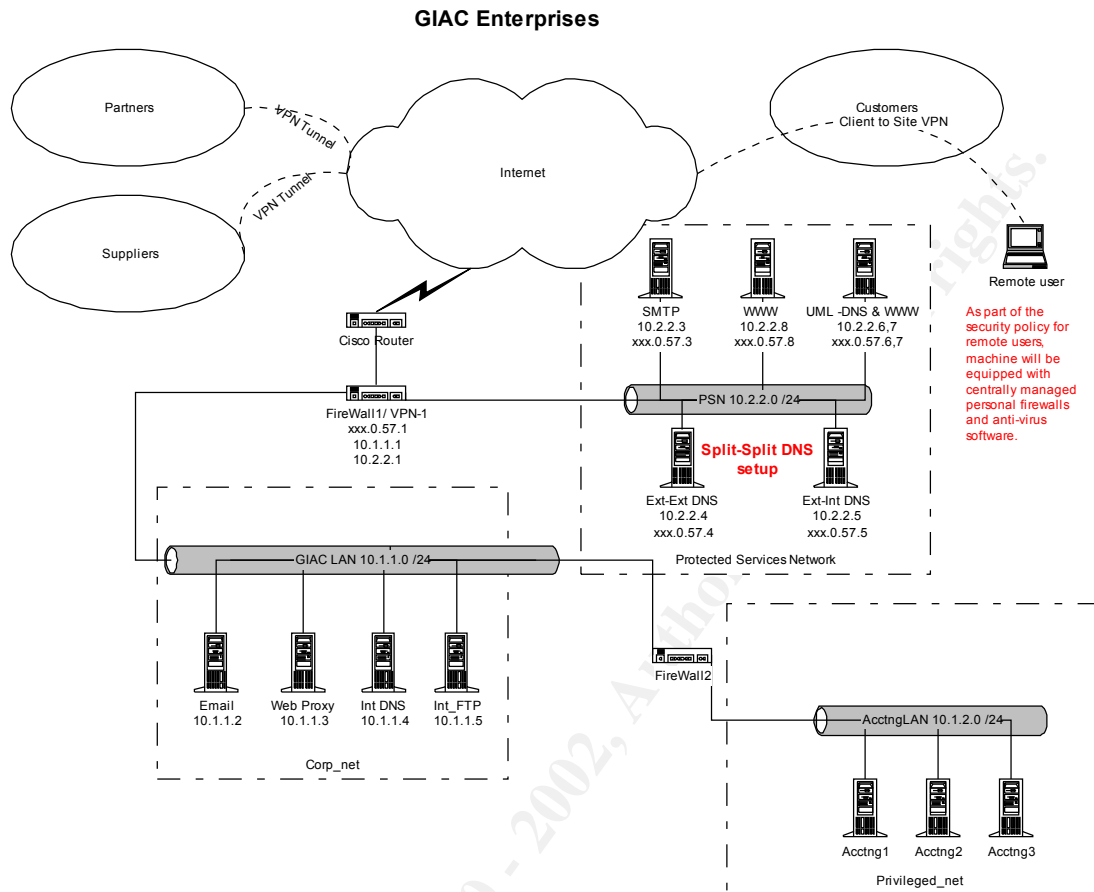 GIAC Enterprises
Partners
VPN Tunnel
Suppliers
VPN Tunnel
Internet
Customers
Client to Site VPN
Remote user
As part of the
security policy for
remote users,
machine will be
equipped with
centrally managed
personal firewalls
and anti-virus
software.
Cisco Router
FireWall1/ VPN-1
xxx.0.57.1
10.1.1.1
10.2.2.1
SMTP
10.2.2.3
xxx.0.57.3
WWW
10.2.2.8
xxx.0.57.8
UML -DNS & WWW
10.2.2.6,7
xxx.0.57.6,7
PSN 10.2.2.0 /24
Split-Split DNS
setup
Ext-Ext DNS
10.2.2.4
xxx.0.57.4
Ext-Int DNS
10.2.2.5
xxx.0.57.5
Protected Services Network
GIAC LAN 10.1.1.0 /24
Email
10.1.1.2
Web Proxy
10.1.1.3
Int DNS
10.1.1.4
Int_FTP
10.1.1.5
Corp_net
FireWall2
AcctngLAN 10.1.2.0 /24
Acctng1
Acctng2
Acctng3
Privileged_net
- 2002, Author
rights.